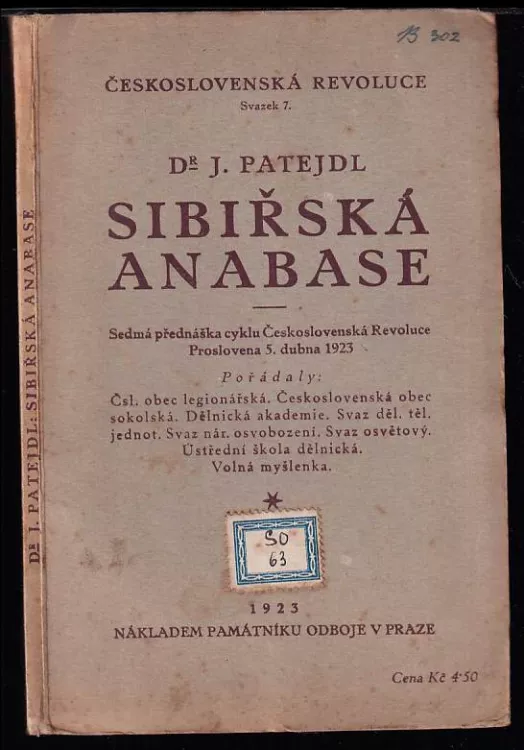 B 302
ČESKOSLOVENSKÁ REVOLUCE
Svazek 7.
DR J. PATEJDL
SIBIŘSKÁ
ANABASE
Sedmá přednáška cyklu Československá Revoluce
Proslovena 5. dubna 1923
Pořádaly:
Čsl. obec legionářská. Československá obec
sokolská. Dělnická akademie. Svaz děl. těl.
jednot. Svaz nár. osvobození. Svaz osvětový.
Ústřední škola dělnická.
Volná myšlenka.
SO
63
1923
NÁKLADEM PAMÁTNÍKU ODBOJE V PRAZE
Cena Kč 4·50
DR J. PATEJDL: SIBIŘSKÁ ANABASE